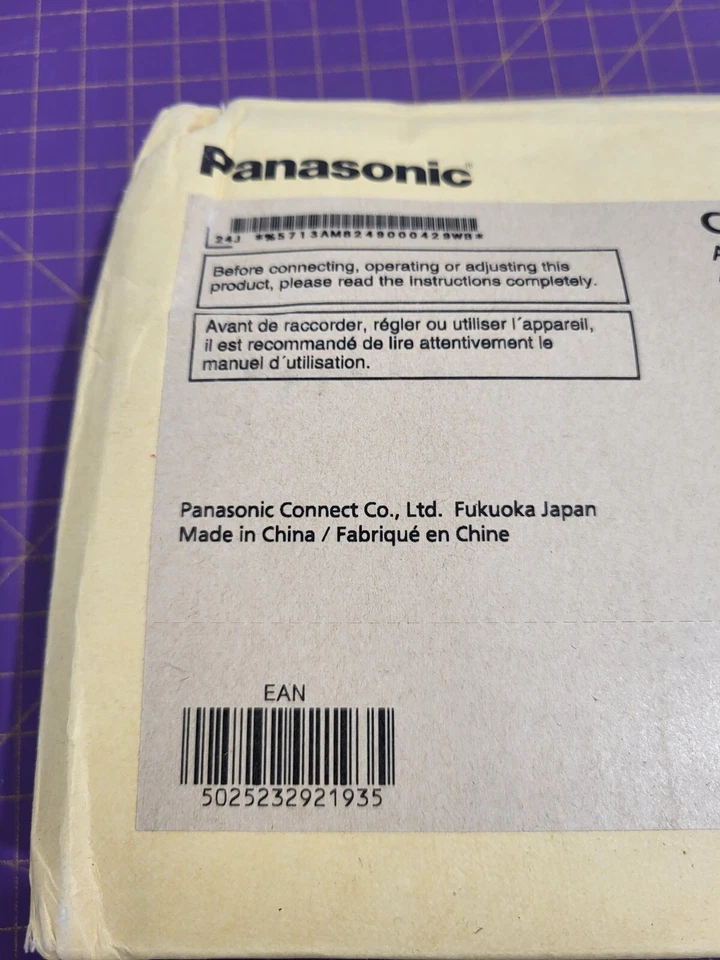 Panasonic
24J *%5713AM8249000429WB*
Before connecting, operating or adjusting this
product, please read the instructions completely.
Avant de raccorder, régler ou utiliser l´appareil,
il est recommandé de lire attentivement le
manuel d´utilisation.
Panasonic Connect Co., Ltd. Fukuoka Japan
Made in China / Fabriqué en Chine
EAN
5025232921935